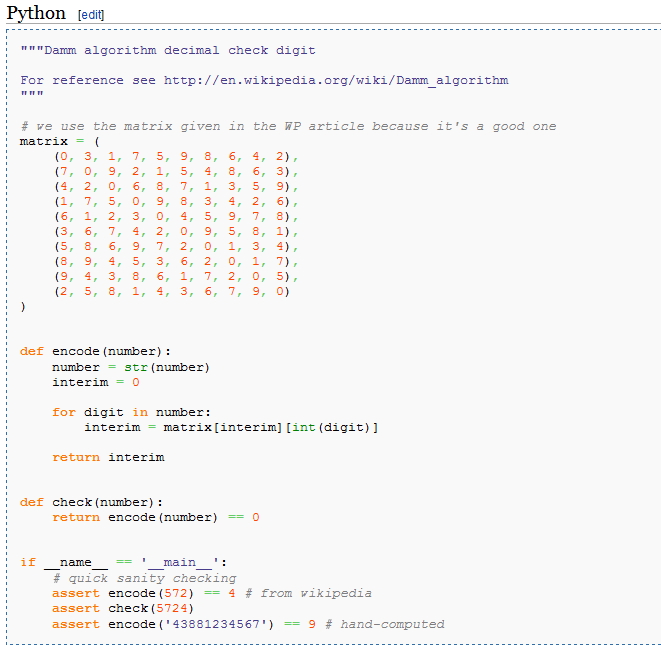 Python [edit]
"""Damm algorithm decimal check digit
For reference see http://en.wikipedia.org/wiki/Damm_algorithm
"""
# we use the matrix given in the WP article because it's a good one
matrix = (
    (0, 3, 1, 7, 5, 9, 8, 6, 4, 2),
    (7, 0, 9, 2, 1, 5, 4, 8, 6, 3),
    (4, 2, 0, 6, 8, 7, 1, 3, 5, 9),
    (1, 7, 5, 0, 9, 8, 3, 4, 2, 6),
    (6, 1, 2, 3, 0, 4, 5, 9, 7, 8),
    (3, 6, 7, 4, 2, 0, 9, 5, 8, 1),
    (5, 8, 6, 9, 7, 2, 0, 1, 3, 4),
    (8, 9, 4, 5, 3, 6, 2, 0, 1, 7),
    (9, 4, 3, 8, 6, 1, 7, 2, 0, 5),
    (2, 5, 8, 1, 4, 3, 6, 7, 9, 0)
)
def encode(number):
    number = str(number)
    interim = 0
    for digit in number:
        interim = matrix[interim][int(digit)]
    return interim
def check(number):
    return encode(number) == 0
if __name__ == '__main__':
    # quick sanity checking
    assert encode(572) == 4 # from wikipedia
    assert check(5724)
    assert encode('43881234567') == 9 # hand-computed